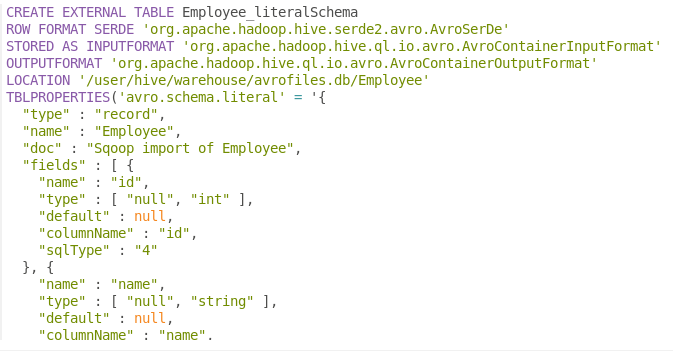 CREATE EXTERNAL TABLE Employee_literalSchema
ROW FORMAT SERDE 'org.apache.hadoop.hive.serde2.avro.AvroSerDe'
STORED AS INPUTFORMAT 'org.apache.hadoop.hive.ql.io.avro.AvroContainerInputFormat'
OUTPUTFORMAT 'org.apache.hadoop.hive.ql.io.avro.AvroContainerOutputFormat'
LOCATION '/user/hive/warehouse/avrofiles.db/Employee'
TBLPROPERTIES('avro.schema.literal' = '{
  "type" : "record",
  "name" : "Employee",
  "doc" : "Sqoop import of Employee",
  "fields" : [ {
    "name" : "id",
    "type" : [ "null", "int" ],
    "default" : null,
    "columnName" : "id",
    "sqlType" : "4"
  }, {
    "name" : "name",
    "type" : [ "null", "string" ],
    "default" : null,
    "columnName" : "name",